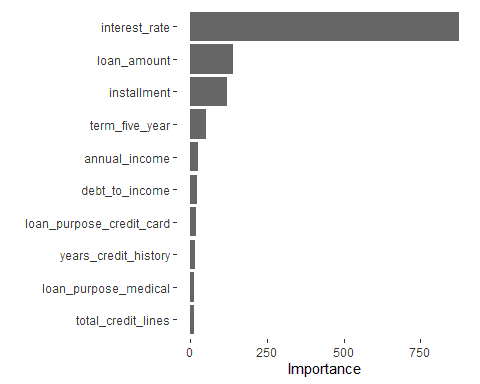 interest_rate
loan_amount
installment
term_five_year
annual_income
debt_to_income
loan_purpose_credit_card
years_credit_history
loan_purpose_medical
total_credit_lines
0 250 500 750
Importance